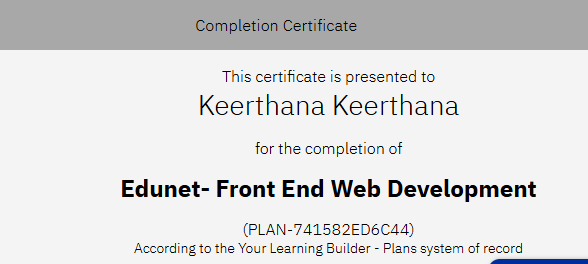 Completion Certificate
This certificate is presented to
Keerthana Keerthana
for the completion of
Edunet- Front End Web Development
(PLAN-741582ED6C44)
According to the Your Learning Builder - Plans system of record